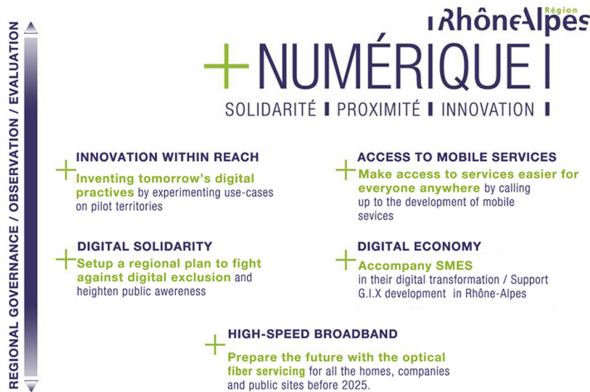 Région
RhôneAlpes
+NUMÉRIQUE
SOLIDARITÉ PROXIMITÉ INNOVATION
REGIONAL GOVERNANCE / OBSERVATION / EVALUATION
INNOVATION WITHIN REACH
Inventing tomorrow's digital
practives by experimenting use-cases
on pilot territories
ACCESS TO MOBILE SERVICES
Make access to services easier for
everyone anywhere by calling
up to the development of mobile
sevices
DIGITAL SOLIDARITY
Setup a regional plan to fight
against digital exclusion and
heighten public awereness
DIGITAL ECONOMY
Accompany SMES
in their digital transformation / Support
G.I.X development in Rhône-Alpes
HIGH-SPEED BROADBAND
Prepare the future with the optical
fiber servicing for all the homes, companies
and public sites before 2025.